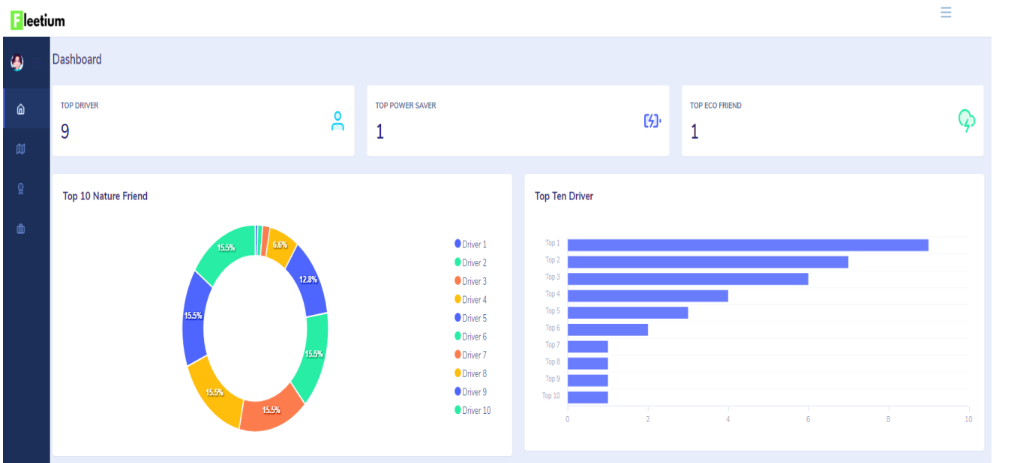 Fleetium
Dashboard
TOP DRIVER
9
TOP POWER SAVER
1
TOP ECO FRIEND
1
Top 10 Nature Friend
15.5%
6.6%
12.8%
15.5%
15.5%
15.5%
15.5%
Driver 1
Driver 2
Driver 3
Driver 4
Driver 5
Driver 6
Driver 7
Driver 8
Driver 9
Driver 10
Top Ten Driver
Top 1
Top 2
Top 3
Top 4
Top 5
Top 6
Top 7
Top 8
Top 9
Top 10
0 2 4 6 8 10